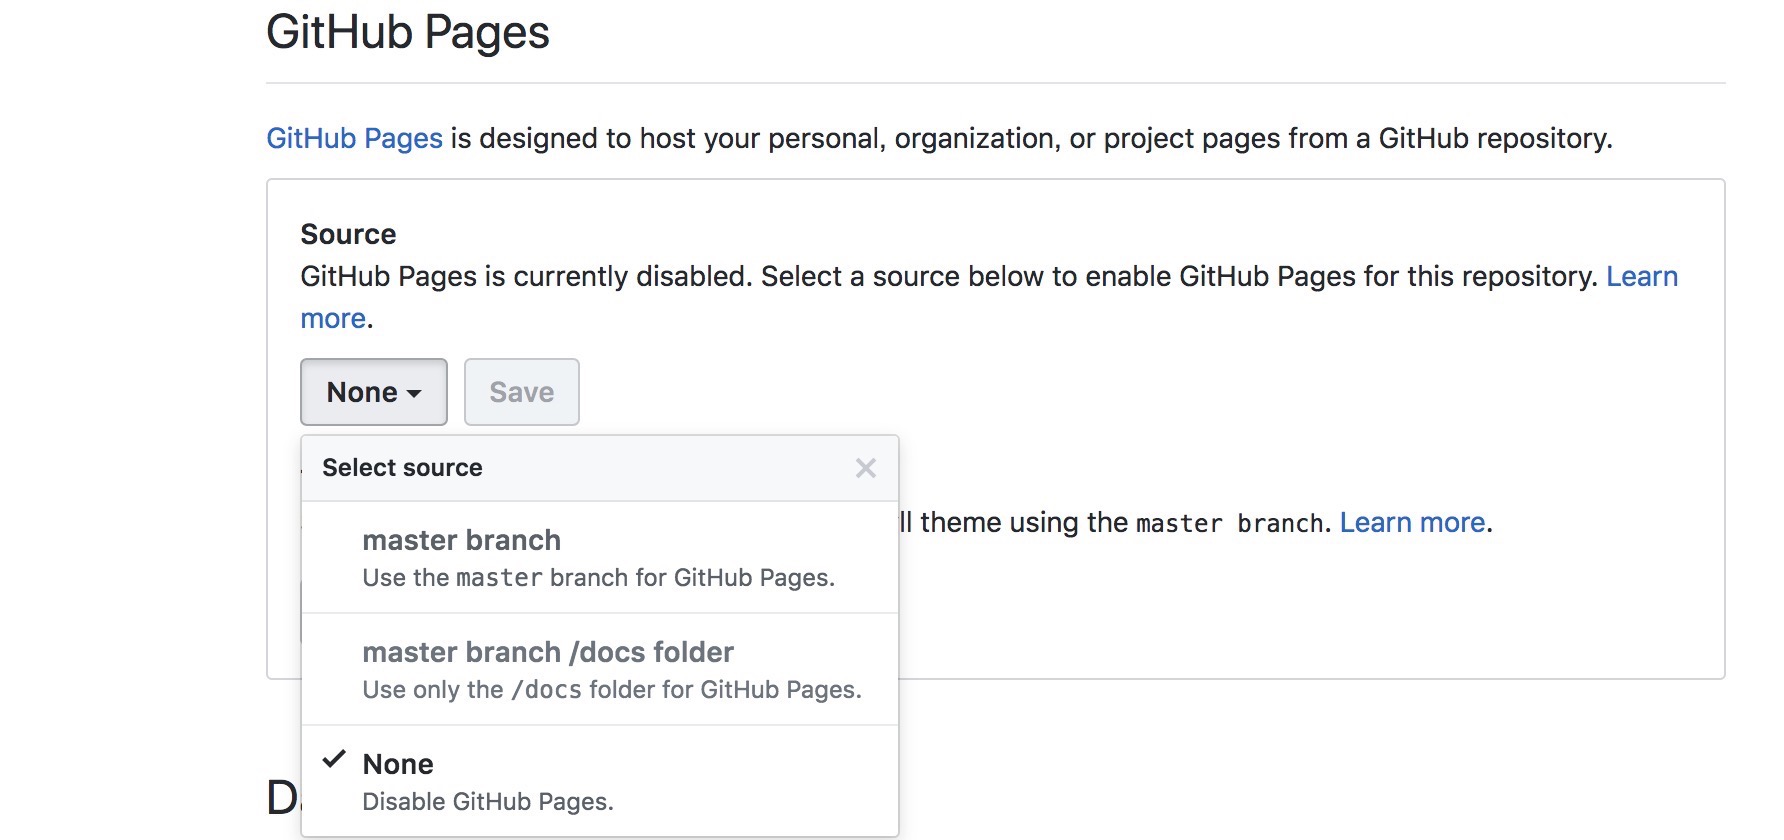 GitHub Pages
GitHub Pages is designed to host your personal, organization, or project pages from a GitHub repository.
Source
GitHub Pages is currently disabled. Select a source below to enable GitHub Pages for this repository. Learn
more.
None Save
Select source
theme using the master branch. Learn more.
master branch
Use the master branch for GitHub Pages.
master branch /docs folder
Use only the /docs folder for GitHub Pages.
None
Disable GitHub Pages.